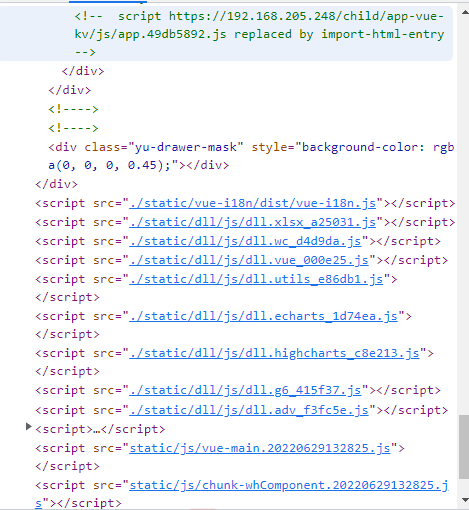 <!--  script https://192.168.205.248/child/app-vue-
kv/js/app.49db5892.js replaced by import-html-entry
-->
</div>
</div>
<!---->
<!---->
<div class="yu-drawer-mask" style="background-color: rgb
a(0, 0, 0, 0.45);"></div>
</div>
<script src="./static/vue-i18n/dist/vue-i18n.js"></script>
<script src="./static/dll/js/dll.xlsx_a25031.js"></script>
<script src="./static/dll/js/dll.wc_d4d9da.js"></script>
<script src="./static/dll/js/dll.vue_000e25.js"></script>
<script src="./static/dll/js/dll.utils_e86db1.js">
</script>
<script src="./static/dll/js/dll.echarts_1d74ea.js">
</script>
<script src="./static/dll/js/dll.highcharts_c8e213.js">
</script>
<script src="./static/dll/js/dll.g6_415f37.js"></script>
<script src="./static/dll/js/dll.adv_f3fc5e.js"></script>
<script>…</script>
<script src="static/js/vue-main.20220629132825.js">
</script>
<script src="static/js/chunk-whComponent.20220629132825.j
s"></script>